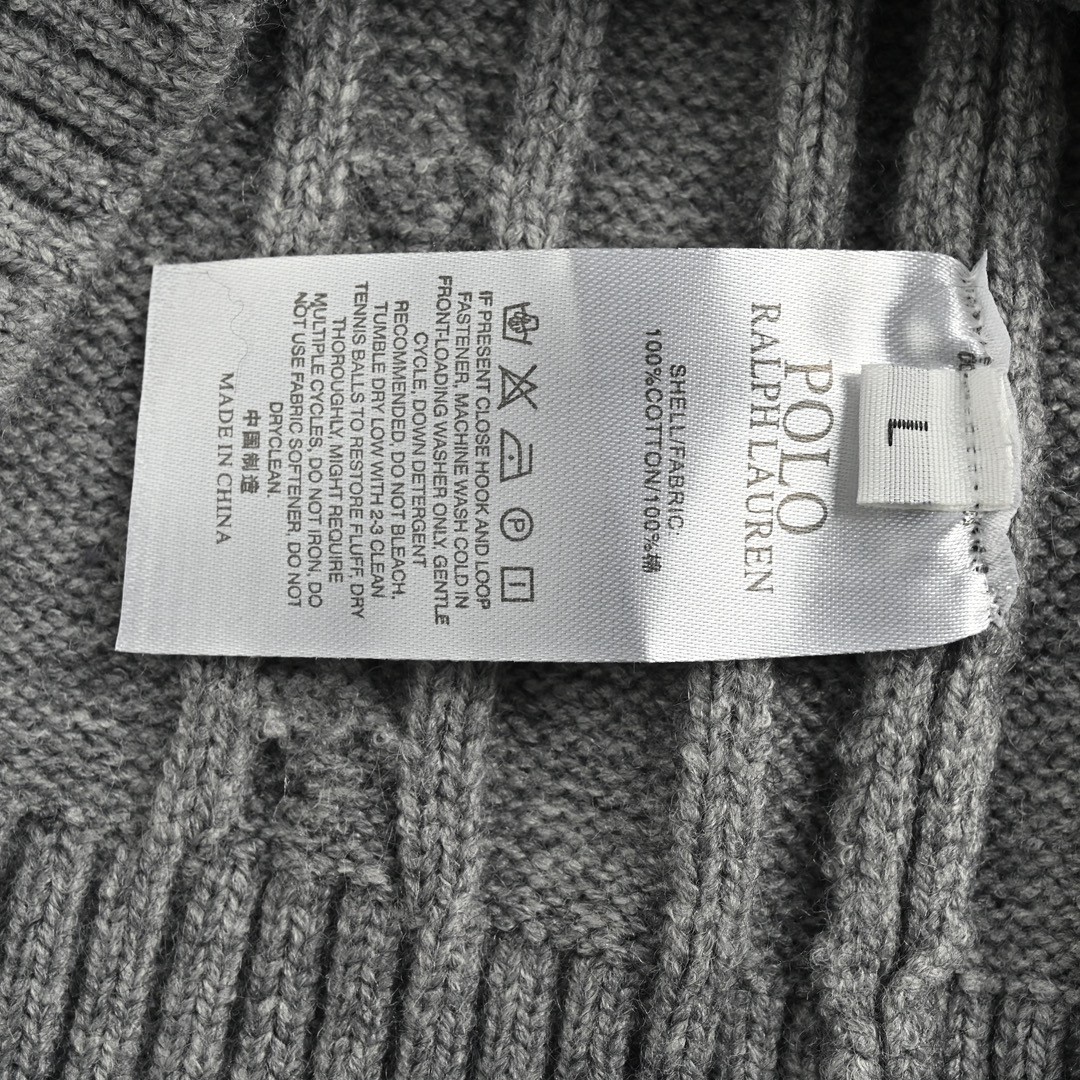 L
POLO
RALPH LAUREN
SHELL/FABRIC:
100%COTTON/100%棉
IF PRESENT CLOSE HOOK AND LOOP
FASTENER, MACHINE WASH COLD IN
FRONT-LOADING WASHER ONLY, GENTLE
CYCLE, DOWN DETERGENT
RECOMMENDED, DO NOT BLEACH.
TUMBLE DRY LOW WITH 2-3 CLEAN
TENNIS BALLS TO RESTORE FLUFF, DRY
THOROUGHLY, MIGHT REQUIRE
MULTIPLE CYCLES, DO NOT IRON, DO
NOT USE FABRIC SOFTENER, DO NOT
DRYCLEAN.
中国制造
MADE IN CHINA